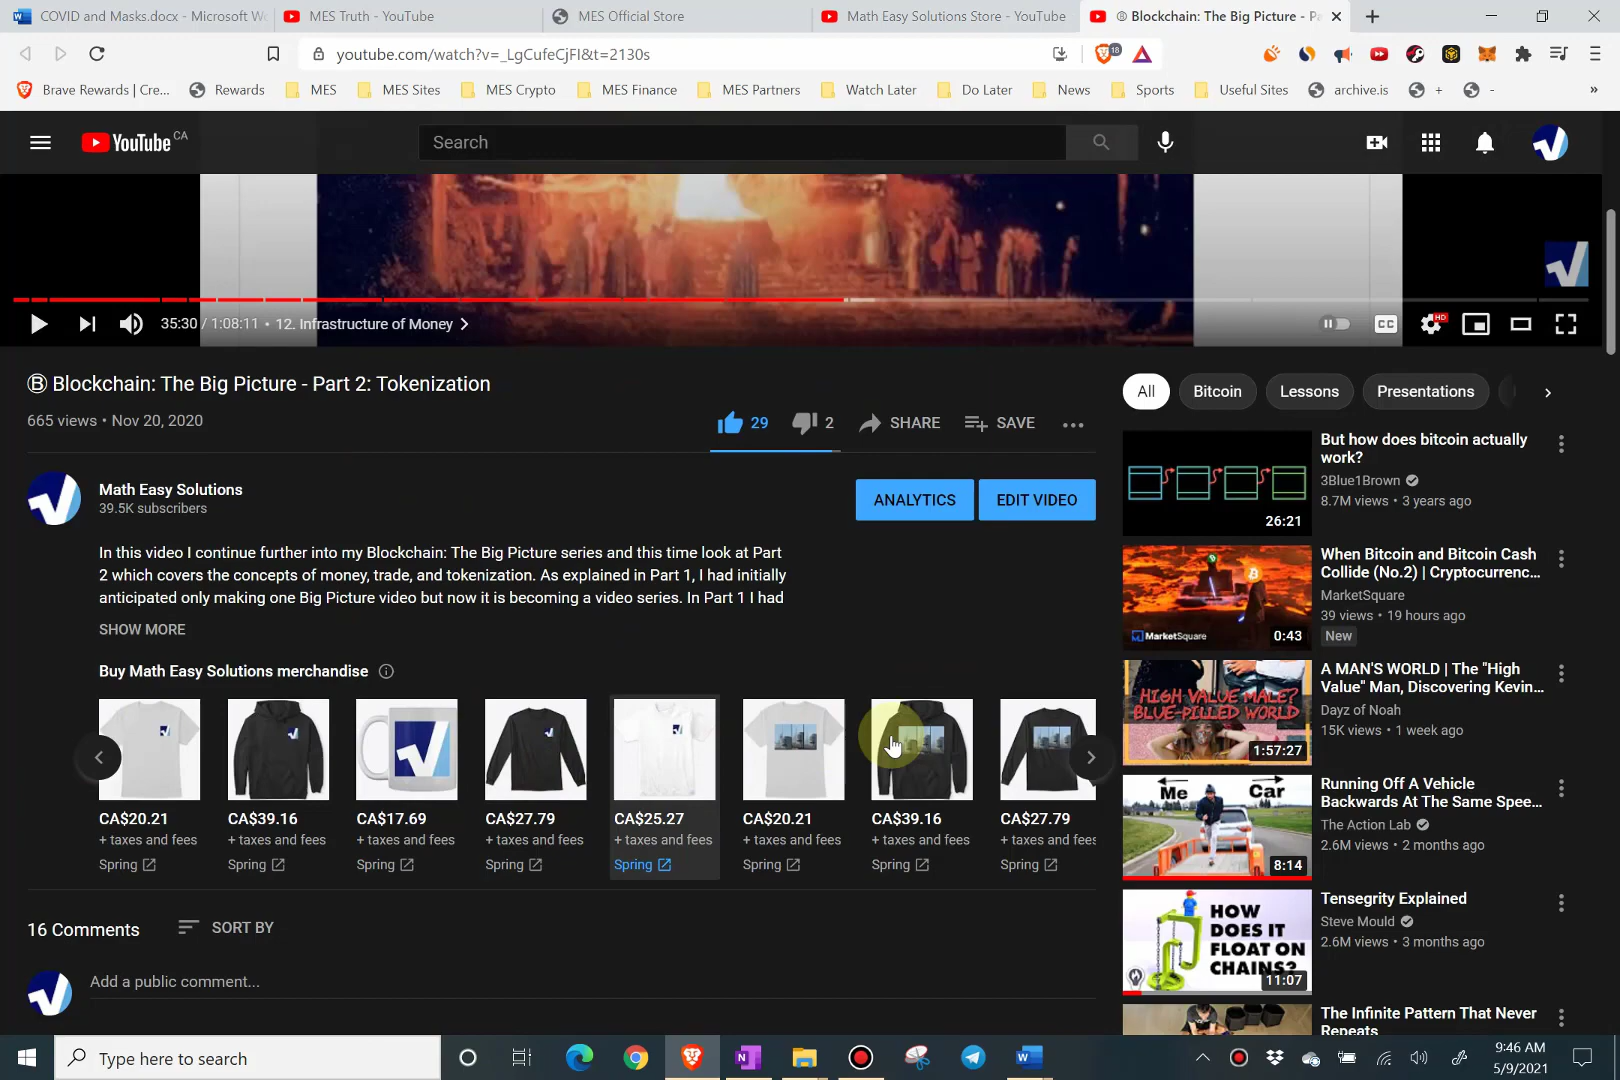 COVID and Masks.docx - Microsoft Wo
MES Truth - YouTube
MES Official Store
Math Easy Solutions Store - YouTube
Ⓑ Blockchain: The Big Picture - Pa
youtube.com/watch?v=_LgCufeCjFI&t=2130s
18
Brave Rewards | Cre...
Rewards
MES
MES Sites
MES Crypto
MES Finance
MES Partners
Watch Later
Do Later
News
Sports
Useful Sites
archive.is
+
-
»
YouTube CA
Search
35:30 / 1:08:11 • 12. Infrastructure of Money
CC
HD
Ⓑ Blockchain: The Big Picture - Part 2: Tokenization
665 views • Nov 20, 2020
29
2
SHARE
SAVE
Math Easy Solutions
39.5K subscribers
ANALYTICS
EDIT VIDEO
In this video I continue further into my Blockchain: The Big Picture series and this time look at Part
2 which covers the concepts of money, trade, and tokenization. As explained in Part 1, I had initially
anticipated only making one Big Picture video but now it is becoming a video series. In Part 1 I had
SHOW MORE
Buy Math Easy Solutions merchandise
CA$20.21
+ taxes and fees
Spring
CA$39.16
+ taxes and fees
Spring
CA$17.69
+ taxes and fees
Spring
CA$27.79
+ taxes and fees
Spring
CA$25.27
+ taxes and fees
Spring
CA$20.21
+ taxes and fees
Spring
CA$39.16
+ taxes and fees
Spring
CA$27.79
+ taxes and fees
Spring
16 Comments
SORT BY
Add a public comment...
All
Bitcoin
Lessons
Presentations
26:21
But how does bitcoin actually
work?
3Blue1Brown
8.7M views • 3 years ago
MarketSquare
0:43
When Bitcoin and Bitcoin Cash
Collide (No.2) | Cryptocurrenc...
MarketSquare
39 views • 19 hours ago
New
HIGH VALUE MALE?
BLUE-PILLED WORLD
1:57:27
A MAN'S WORLD | The "High
Value" Man, Discovering Kevin...
Dayz of Noah
15K views • 1 week ago
Me
Car
8:14
Running Off A Vehicle
Backwards At The Same Spee...
The Action Lab
2.6M views • 2 months ago
HOW
DOES IT
FLOAT ON
CHAINS?
11:07
Tensegrity Explained
Steve Mould
2.6M views • 3 months ago
The Infinite Pattern That Never
Repeats
Type here to search
9:46 AM
5/9/2021